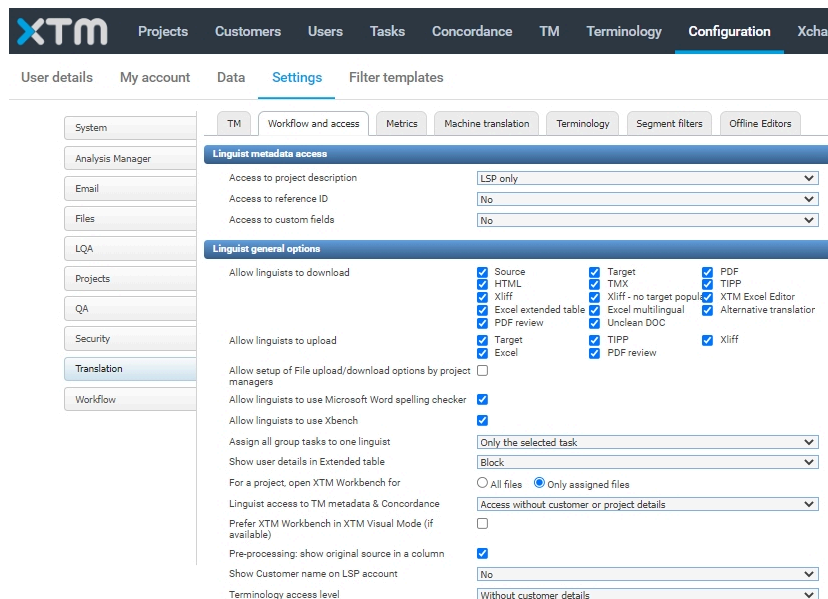 XTM Projects Customers Users Tasks Concordance TM Terminology Configuration Xcha
User details My account Data Settings Filter templates
System
Analysis Manager
Email
Files
LQA
Projects
QA
Security
Translation
Workflow
TM Workflow and access Metrics Machine translation Terminology Segment filters Offline Editors
Linguist metadata access
Access to project description LSP only
Access to reference ID No
Access to custom fields No
Linguist general options
Allow linguists to download Source Target PDF
HTML TMX TIPP
Xliff Xliff - no target popula XTM Excel Editor
Excel extended table Excel multilingual Alternative translation
PDF review Unclean DOC
Allow linguists to upload Target TIPP Xliff
Excel PDF review
Allow setup of File upload/download options by project
managers
Allow linguists to use Microsoft Word spelling checker
Allow linguists to use Xbench
Assign all group tasks to one linguist Only the selected task
Show user details in Extended table Block
For a project, open XTM Workbench for All files Only assigned files
Linguist access to TM metadata & Concordance Access without customer or project details
Prefer XTM Workbench in XTM Visual Mode (if
available)
Pre-processing: show original source in a column
Show Customer name on LSP account No
Terminology access level Without customer details